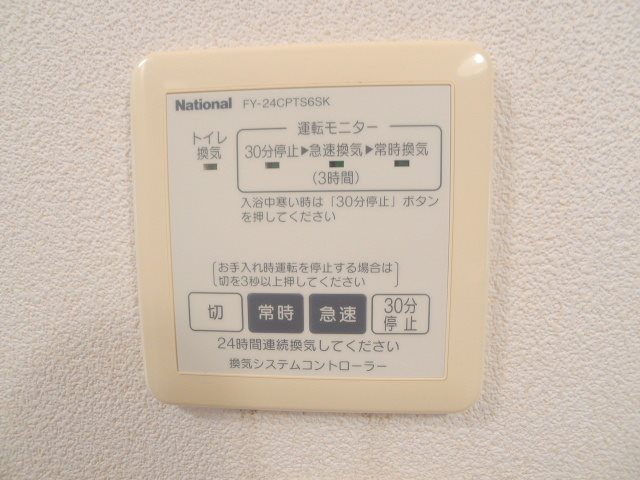 National FY-24CPTS6SK
トイレ
換気
運転モニター
30分停止▶急速換気▶常時換気
(3時間)
入浴中寒い時は「30分停止」ボタン
を押してください
お手入れ時運転を停止する場合は
切を3秒以上押してください
切 常時 急速 30分
停止
24時間連続換気してください
換気システムコントローラー